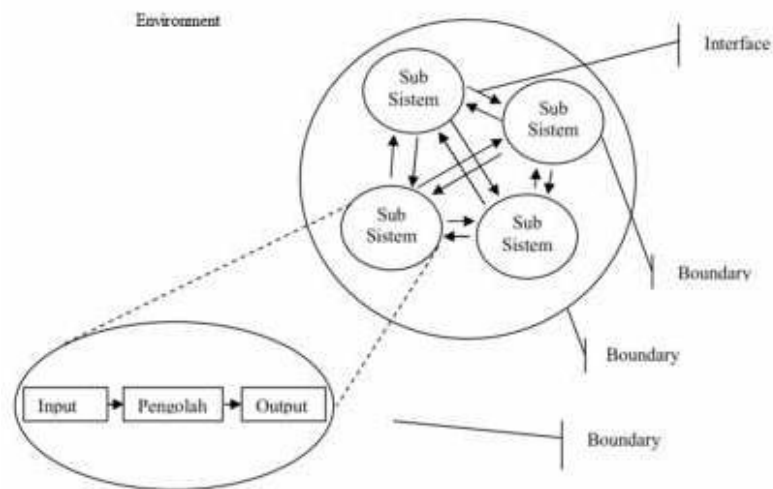 Environment
Interface
Sub
Sistem
Sub
Sistem
Sub
Sistem
Sub
Sistem
Boundary
Boundary
Input
Pengolah
Output
Boundary